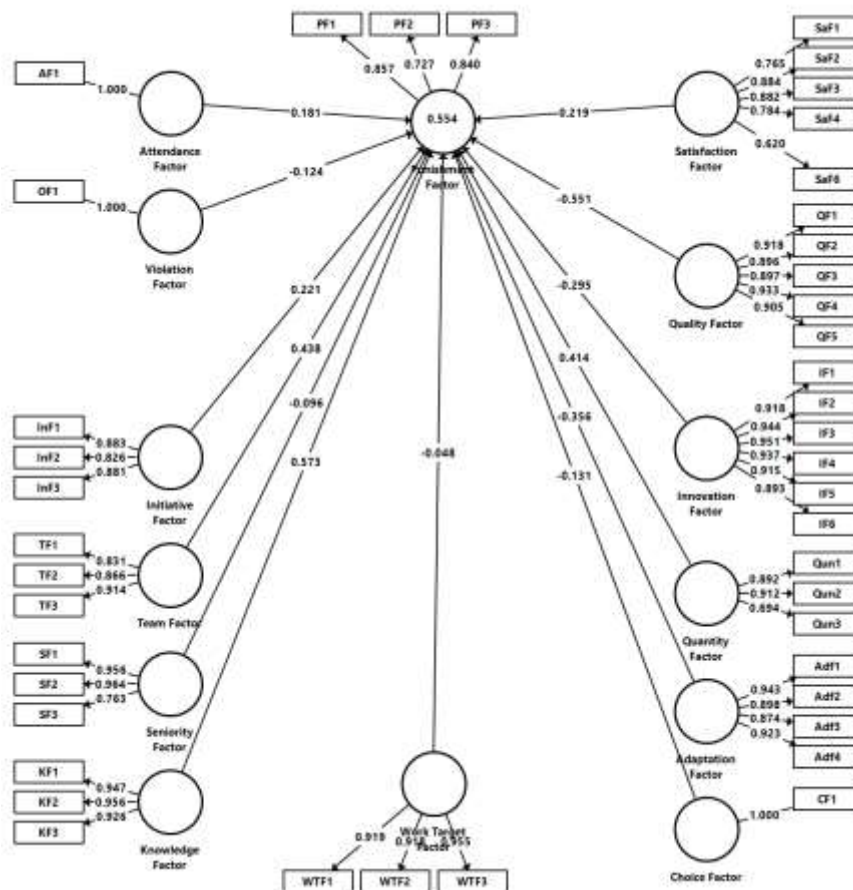 PF1 PF2 PF3
0.857 0.727 0.840
AF1
1.000
Attendance
Factor
0.181
0.554
Punishment
Factor
0.219
Satisfaction
Factor
SaF1
0.765
SaF2
0.884
SaF3
0.882
0.784
SaF4
0.620
SaF6
OF1
1.000
Violation
Factor
-0.124
-0.551
Quality Factor
QF1
0.918
QF2
0.896
0.897
QF3
0.933
QF4
0.905
QF5
InF1
0.883
InF2
0.826
0.881
InF3
Initiative
Factor
0.221
-0.295
Innovation
Factor
IF1
0.918
IF2
0.944
0.951
IF3
0.937
IF4
0.915
IF5
0.893
IF6
TF1
0.831
TF2
0.866
0.914
TF3
Team Factor
0.438
0.414
Quantity
Factor
Qun1
0.892
Qun2
0.912
Qun3
SF1
0.956
SF2
0.964
0.763
SF3
Seniority
Factor
-0.096
-0.356
Adaptation
Factor
Adf1
0.943
Adf2
0.898
0.874
Adf3
0.923
Adf4
KF1
0.947
KF2
0.956
KF3
Knowledge
Factor
0.573
-0.131
Choice Factor
1.000
CF1
-0.048
Work Target
Factor
0.919
0.955
WTF1 WTF2 WTF3